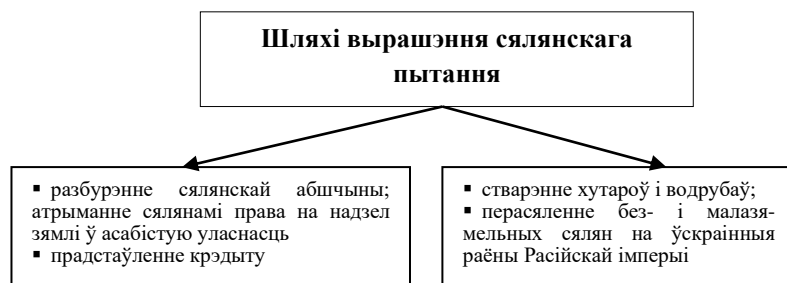 Шляхі вырашэння сялянскага
пытання
▪ разбурэнне сялянскай абшчыны;
атрыманне сялянамі права на надзел
зямлі ў асабістую уласнасць
▪ прадстаўленне крэдыту
▪ стварэнне хутароў і водрубаў;
▪ перасяленне без- і малазя-
мельных сялян на ўскраінныя
раёны Расійскай імперыі